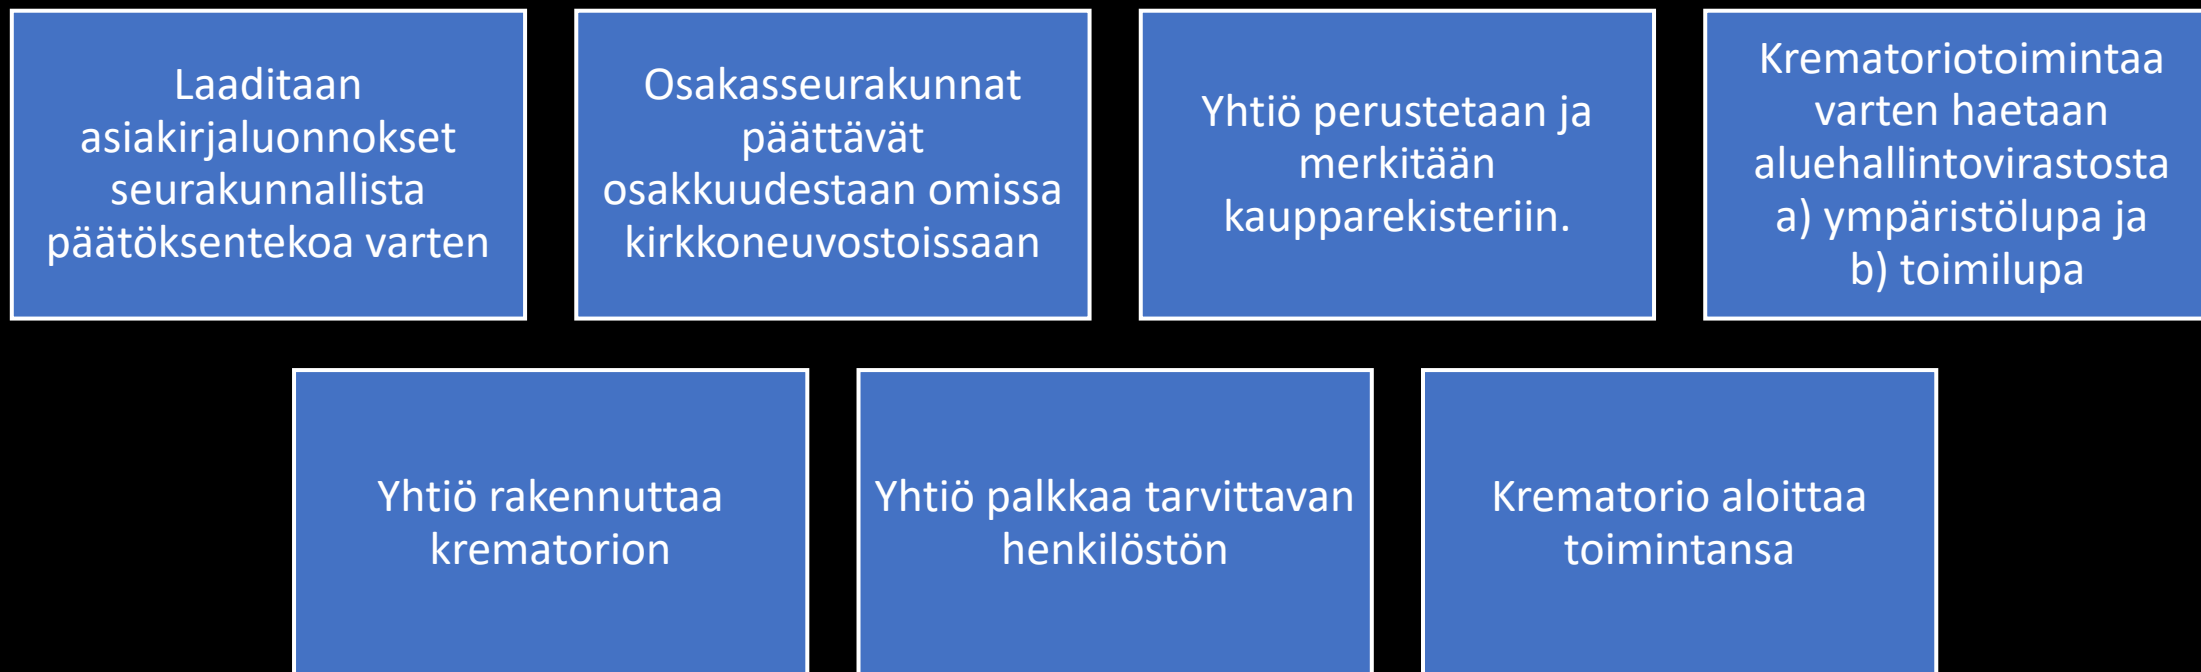 Laaditaan
asiakirjaluonnokset
seurakunnallista
päätöksentekoa varten
Osakasseurakunnat
päättävät
osakkuudestaan omissa
kirkkoneuvostoissaan
Yhtiö perustetaan ja
merkitään
kaupparekisteriin.
Krematoriotoimintaa
varten haetaan
aluehallintovirastosta
a) ympäristölupa ja
b) toimilupa
Yhtiö rakennuttaa
krematorion
Yhtiö palkkaa tarvittavan
henkilöstön
Krematorio aloittaa
toimintansa